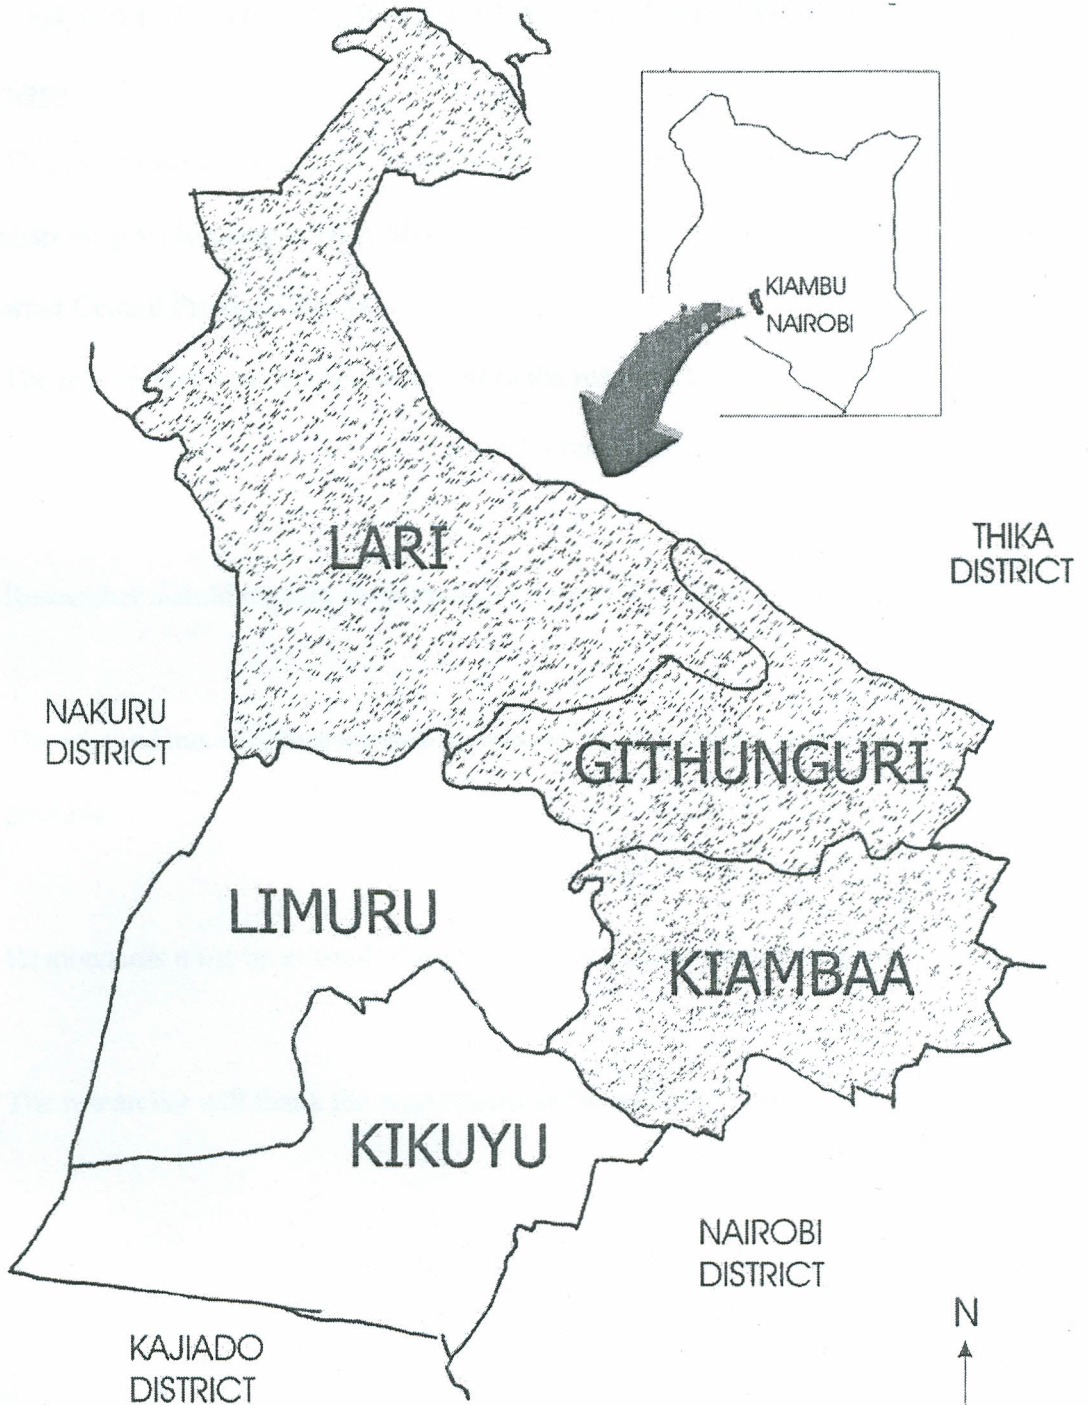 KIAMBU
NAIROBI
LARI
THIKA
DISTRICT
NAKURU
DISTRICT
GITHUNGURI
LIMURU
KIAMBAA
KIKUYU
NAIROBI
DISTRICT
N
KAJIADO
DISTRICT